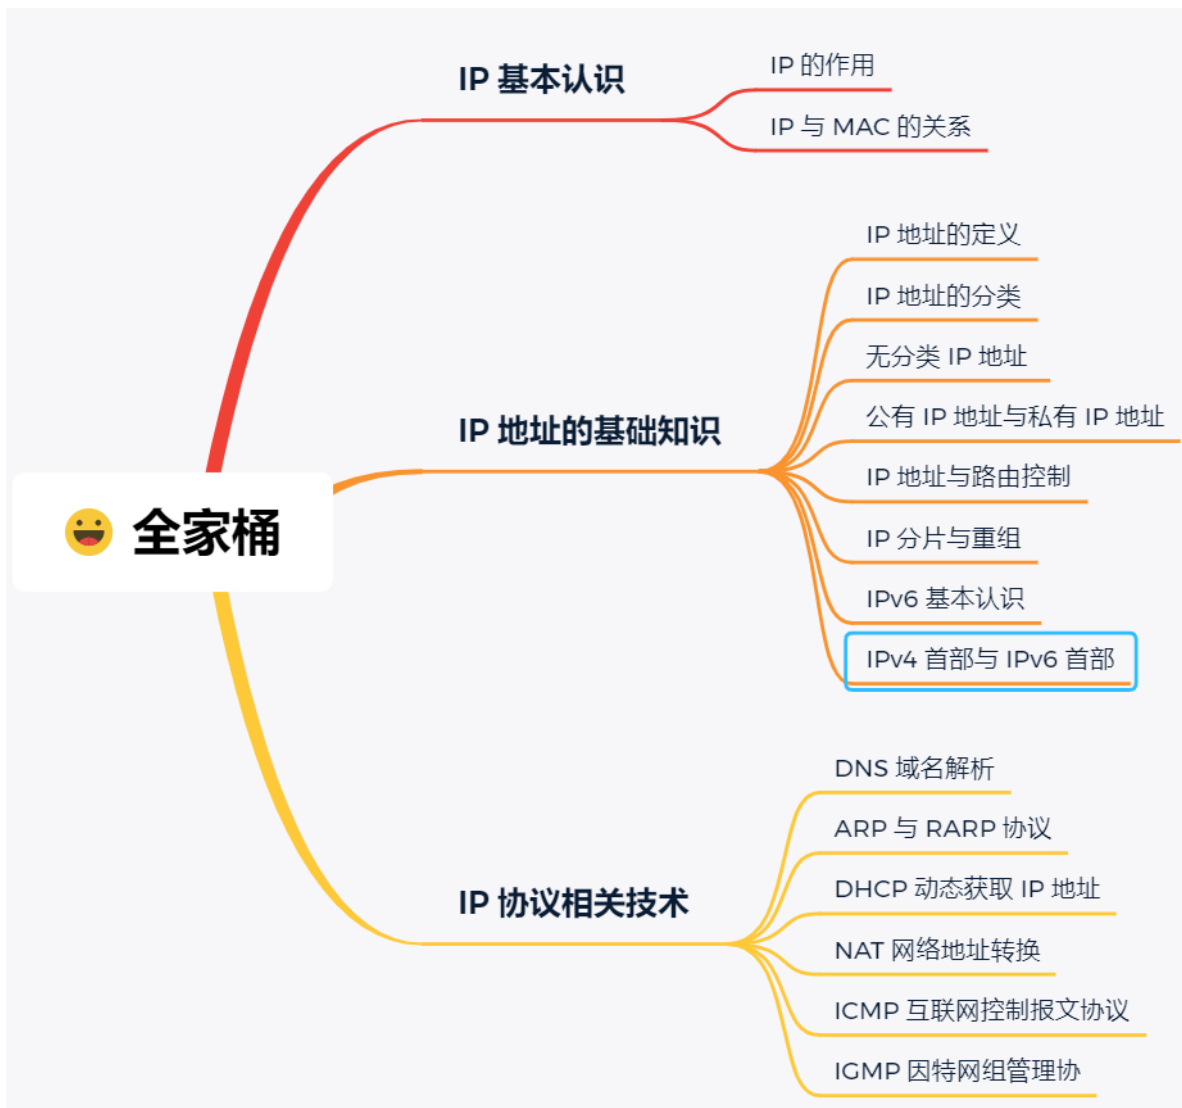 全家桶
IP 基本认识
IP 的作用
IP 与 MAC 的关系
IP 地址的基础知识
IP 地址的定义
IP 地址的分类
无分类 IP 地址
公有 IP 地址与私有 IP 地址
IP 地址与路由控制
IP 分片与重组
IPv6 基本认识
IPv4 首部与 IPv6 首部
IP 协议相关技术
DNS 域名解析
ARP 与 RARP 协议
DHCP 动态获取 IP 地址
NAT 网络地址转换
ICMP 互联网控制报文协议
IGMP 因特网组管理协